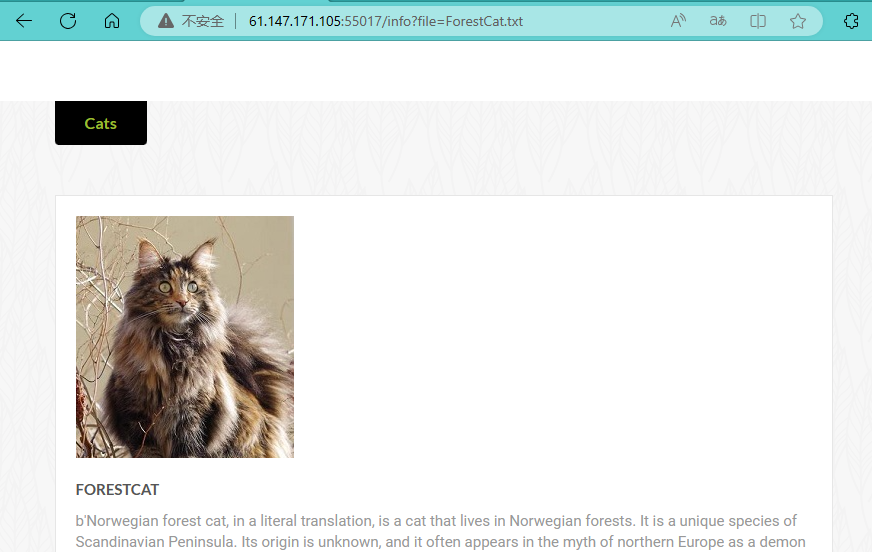 不安全 61.147.171.105:55017/info?file=ForestCat.txt A aあ
Cats
FORESTCAT
b'Norwegian forest cat, in a literal translation, is a cat that lives in Norwegian forests. It is a unique species of
Scandinavian Peninsula. Its origin is unknown, and it often appears in the myth of northern Europe as a demon